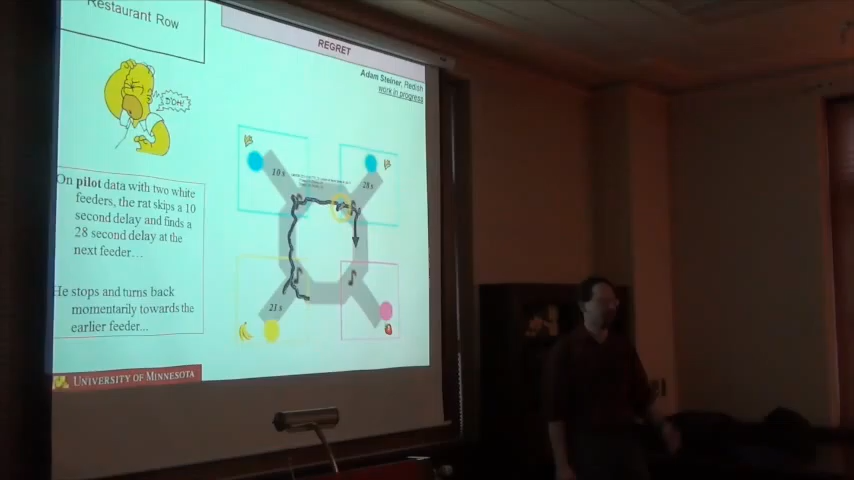 Restaurant Row
REGRET
Adam Steiner, Redish
work in progress
D'OH!
10 s
28 s
On pilot data with two white
feeders, the rat skips a 10
second delay and finds a
28 second delay at the
next feeder…
He stops and turns back
momentarily towards the
earlier feeder...
21 s
UNIVERSITY OF MINNESOTA